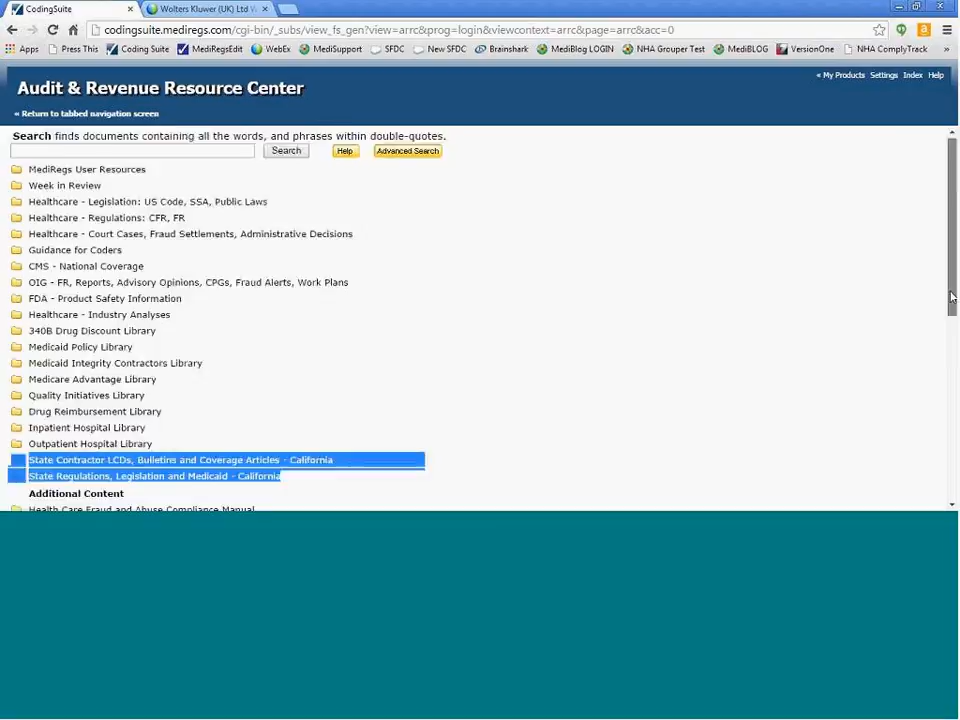 CodingSuite
Wolters Kluwer (UK) Ltd
codingsuite.mediregs.com/cgi-bin/_subs/view_fs_gen?view=arrc&prog=login&viewcontext=arrc&page=arrc&acc=0
Apps Press This Coding Suite MediRegsEdit WebEx MediSupport SFDC New SFDC Brainshark MediBlog LOGIN NHA Grouper Test MediBLOG VersionOne NHA ComplyTrack »
Audit & Revenue Resource Center
« My Products Settings Index Help
« Return to tabbed navigation screen
Search finds documents containing all the words, and phrases within double-quotes.
Search Help Advanced Search
MediRegs User Resources
Week in Review
Healthcare - Legislation: US Code, SSA, Public Laws
Healthcare - Regulations: CFR, FR
Healthcare - Court Cases, Fraud Settlements, Administrative Decisions
Guidance for Coders
CMS - National Coverage
OIG - FR, Reports, Advisory Opinions, CPGs, Fraud Alerts, Work Plans
FDA - Product Safety Information
Healthcare - Industry Analyses
340B Drug Discount Library
Medicaid Policy Library
Medicaid Integrity Contractors Library
Medicare Advantage Library
Quality Initiatives Library
Drug Reimbursement Library
Inpatient Hospital Library
Outpatient Hospital Library
State Contractor LCDs, Bulletins and Coverage Articles - California
State Regulations, Legislation and Medicaid - California
Additional Content
Health Care Fraud and Abuse Compliance Manual